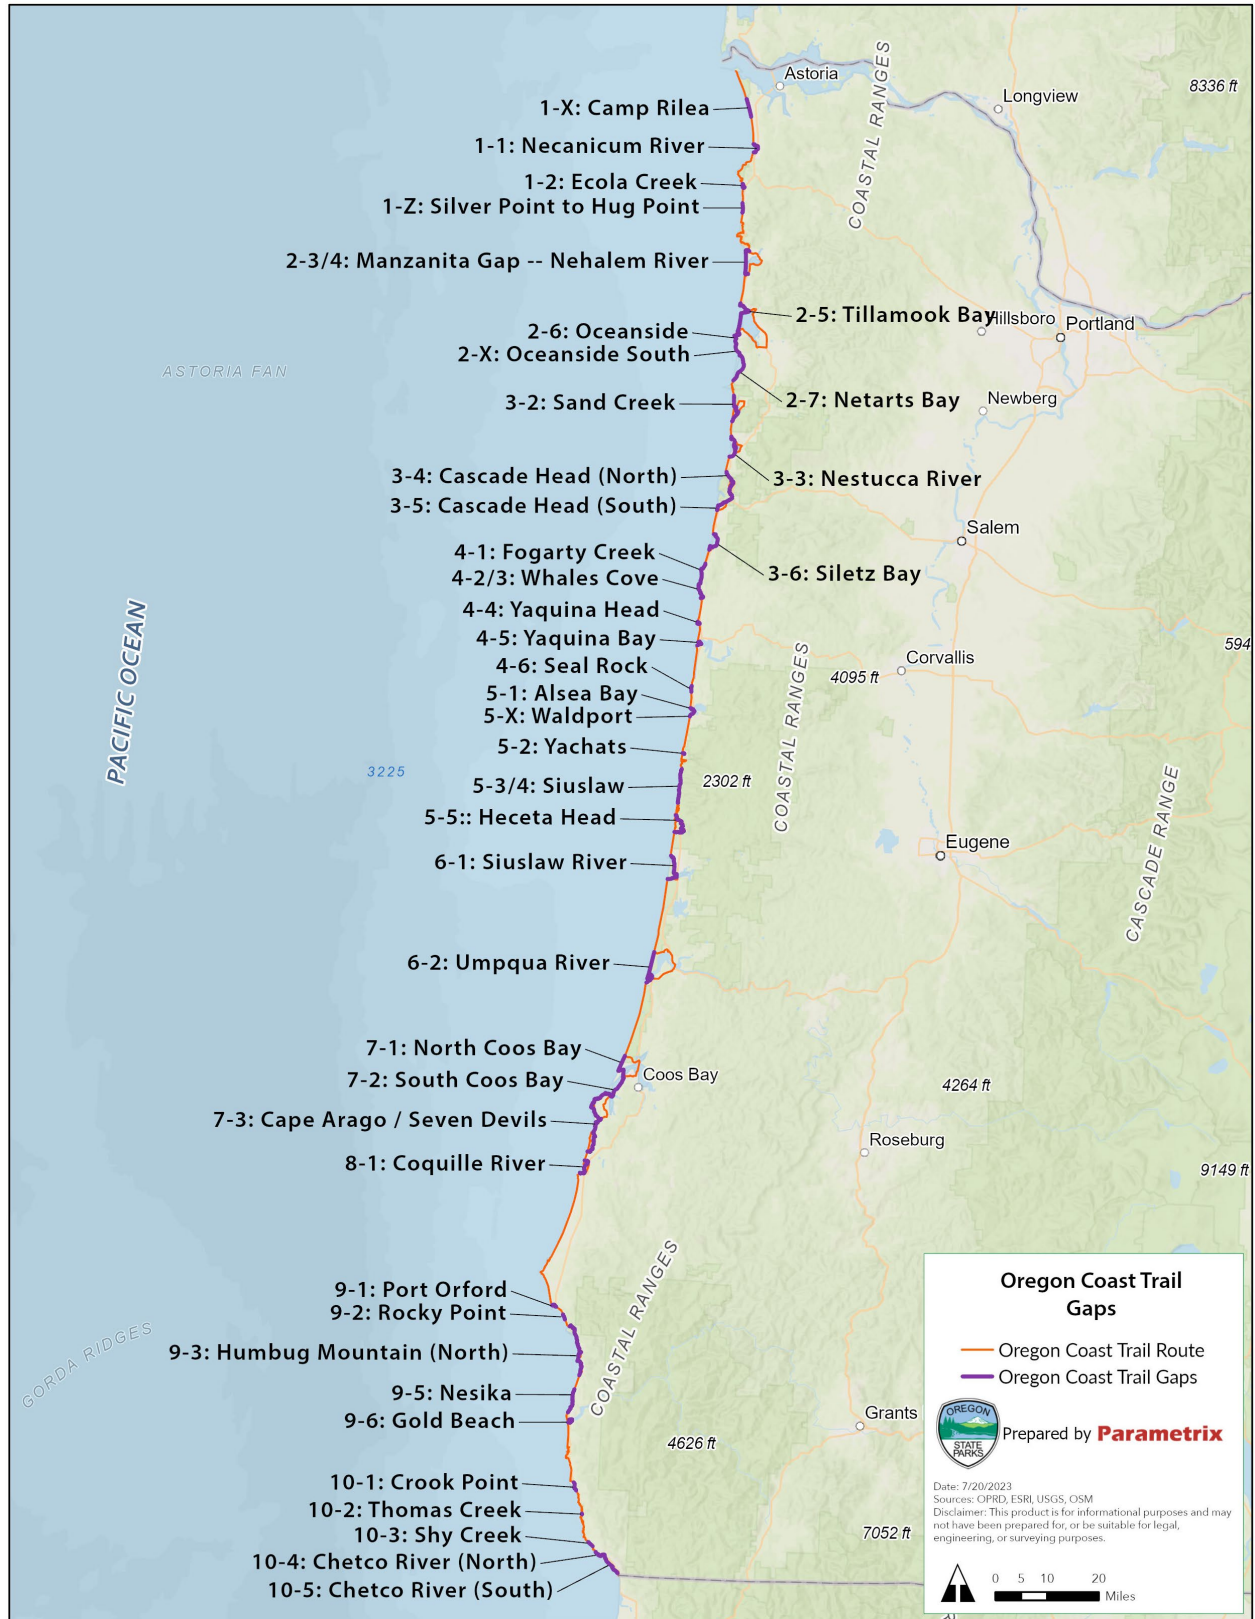 Astoria
8336 ft
Longview
1-X: Camp Rilea
COASTAL RANGES
1-1: Necanicum River
1-2: Ecola Creek
1-Z: Silver Point to Hug Point
2-3/4: Manzanita Gap -- Nehalem River
2-5: Tillamook Bay
Hillsboro
Portland
2-6: Oceanside
2-X: Oceanside South
ASTORIA FAN
2-7: Netarts Bay
Newberg
3-2: Sand Creek
3-4: Cascade Head (North)
3-3: Nestucca River
3-5: Cascade Head (South)
Salem
4-1: Fogarty Creek
3-6: Siletz Bay
4-2/3: Whales Cove
4-4: Yaquina Head
4-5: Yaquina Bay
594
Corvallis
4-6: Seal Rock
4095 ft
5-1: Alsea Bay
PACIFIC OCEAN
5-X: Waldport
COASTAL RANGES
5-2: Yachats
3225
2302 ft
5-3/4: Siuslaw
5-5:: Heceta Head
Eugene
CASCADE RANGE
6-1: Siuslaw River
6-2: Umpqua River
7-1: North Coos Bay
Coos Bay
7-2: South Coos Bay
4264 ft
7-3: Cape Arago / Seven Devils
Roseburg
8-1: Coquille River
9149 ft
9-1: Port Orford
9-2: Rocky Point
COASTAL RANGES
GORDA RIDGES
9-3: Humbug Mountain (North)
9-5: Nesika
9-6: Gold Beach
Grants
4626 ft
10-1: Crook Point
10-2: Thomas Creek
10-3: Shy Creek
7052 ft
10-4: Chetco River (North)
10-5: Chetco River (South)
Oregon Coast Trail
Gaps
Oregon Coast Trail Route
Oregon Coast Trail Gaps
OREGON
STATE
PARKS
Prepared by Parametrix
Date: 7/20/2023
Sources: OPRD, ESRI, USGS, OSM
Disclaimer: This product is for informational purposes and may
not have been prepared for, or be suitable for legal,
engineering, or surveying purposes.
0 5 10 20
Miles